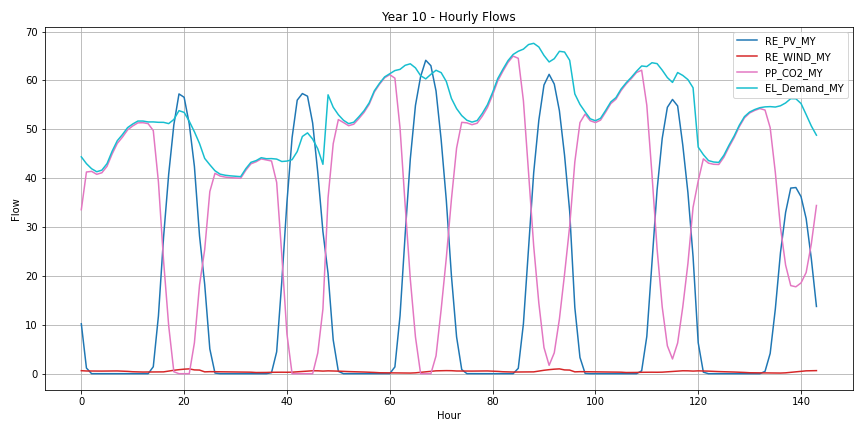 Year 10 - Hourly Flows
RE_PV_MY
RE_WIND_MY
PP_CO2_MY
EL_Demand_MY
70
60
50
40
30
20
10
0
Flow
0 20 40 60 80 100 120 140
Hour